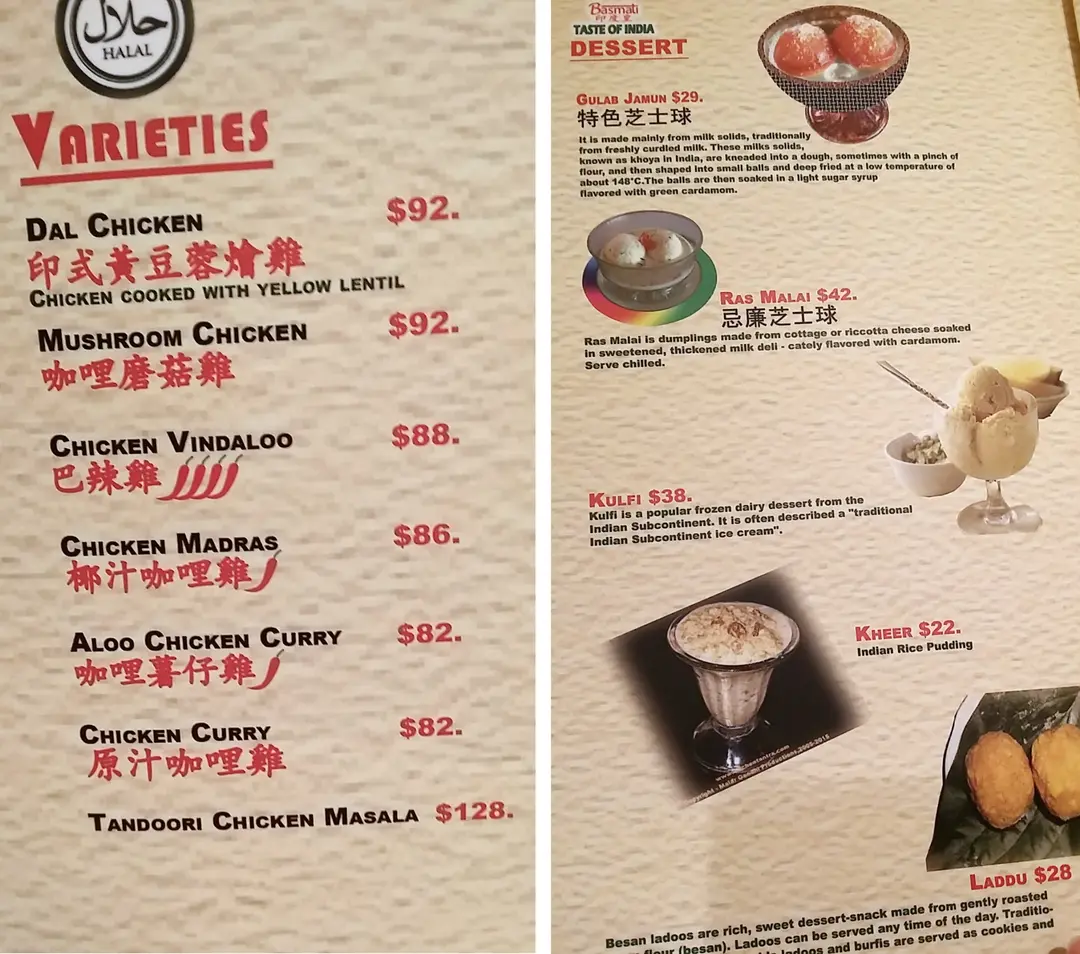 حلال
HALAL
VARIETIES
DAL CHICKEN $92.
印式黃豆蓉燴雞
CHICKEN COOKED WITH YELLOW LENTIL
MUSHROOM CHICKEN $92.
咖哩磨菇雞
CHICKEN VINDALOO $88.
巴辣雞
CHICKEN MADRAS $86.
椰汁咖哩雞
ALOO CHICKEN CURRY $82.
咖哩薯仔雞
CHICKEN CURRY $82.
原汁咖哩雞
TANDOORI CHICKEN MASALA $128.
Basmati
印度皇
TASTE OF INDIA
DESSERT
GULAB JAMUN $29.
特色芝士球
It is made mainly from milk solids, traditionally
from freshly curdled milk. These milks solids,
known as khoya in India, are kneaded into a dough, sometimes with a pinch of
flour, and then shaped into small balls and deep fried at a low temperature of
about 148°C.The balls are then soaked in a light sugar syrup
flavored with green cardamom.
RAS MALAI $42.
忌廉芝士球
Ras Malai is dumplings made from cottage or riccotta cheese soaked
in sweetened, thickened milk deli - cately flavored with cardamom.
Serve chilled.
KULFI $38.
Kulfi is a popular frozen dairy dessert from the
Indian Subcontinent. It is often described a "traditional
Indian Subcontinent ice cream".
KHEER $22.
Indian Rice Pudding
Productions,2005-2015
LADDU $28
Besan ladoos are rich, sweet dessert-snack made from gently roasted
flour (besan). Ladoos can be served any time of the day. Traditio-
ladoos and burfis are served as cookies and